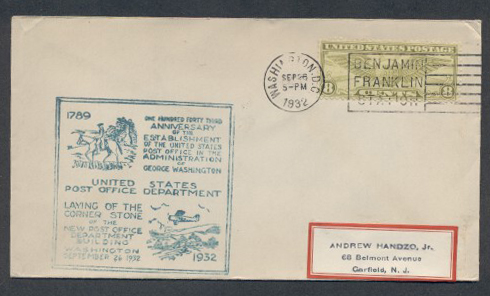 1789
ONE HUNDRED FORTY THIRD
ANNIVERSARY
OF THE
ESTABLISHMENT
OF THE UNITED STATES
POST OFFICE IN THE
ADMINISTRATION
OF
GEORGE WASHINGTON
UNITED STATES
POST OFFICE DEPARTMENT
LAYING OF THE
CORNER STONE
OF THE
NEW POST OFFICE
DEPARTMENT
BUILDING
WASHINGTON
SEPTEMBER 26 1932
1932
WASHINGTON, D.C.
SEP 26
5-PM
1932
UNITED STATES POSTAGE
BENJAMIN
FRANKLIN
STATION
8 8
ANDREW HANDZO, Jr.
68 Belmont Avenue
Garfield, N. J.